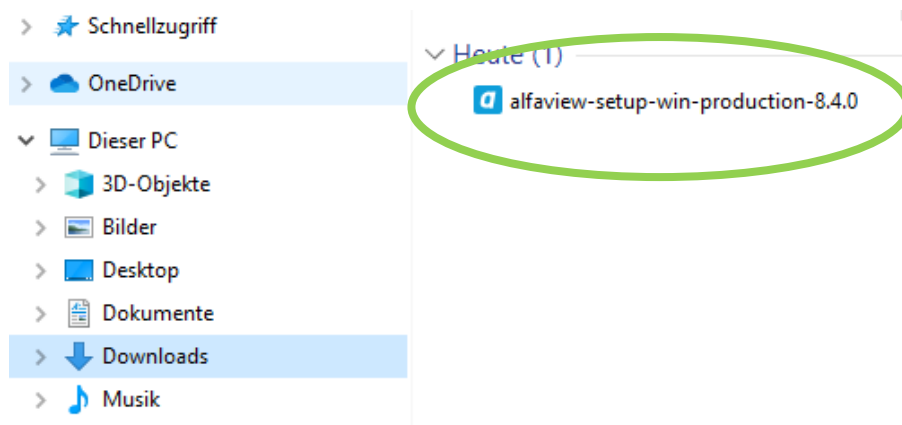 Schnellzugriff
OneDrive
Dieser PC
3D-Objekte
Bilder
Desktop
Dokumente
Downloads
Musik
Heute (1)
alfaview-setup-win-production-8.4.0